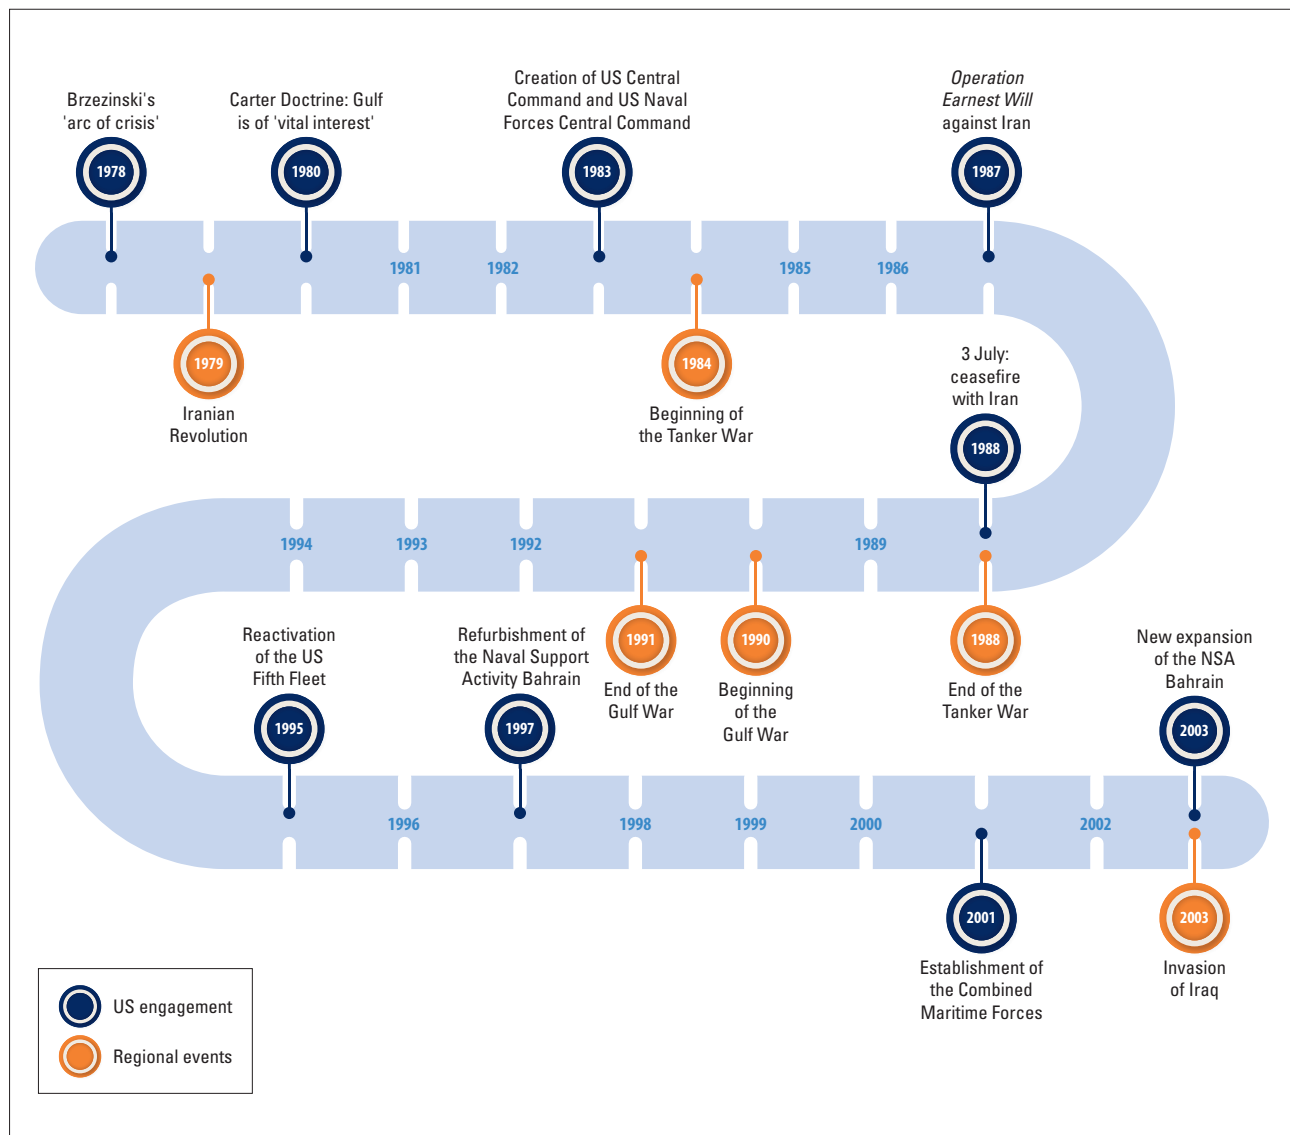 Brzezinski's
'arc of crisis'
1978
Carter Doctrine: Gulf
is of 'vital interest'
1980
Creation of US Central
Command and US Naval
Forces Central Command
1983
Operation
Earnest Will
against Iran
1987
1981
1982
1985
1986
1979
Iranian
Revolution
1984
Beginning of
the Tanker War
3 July:
ceasefire
with Iran
1988
1994
1993
1992
1989
1991
End of the
Gulf War
1990
Beginning
of the
Gulf War
1988
End of the
Tanker War
Reactivation
of the US
Fifth Fleet
1995
Refurbishment of
the Naval Support
Activity Bahrain
1997
New expansion
of the NSA
Bahrain
2003
1996
1998
1999
2000
2002
2001
Establishment of
the Combined
Maritime Forces
2003
Invasion
of Iraq
US engagement
Regional events